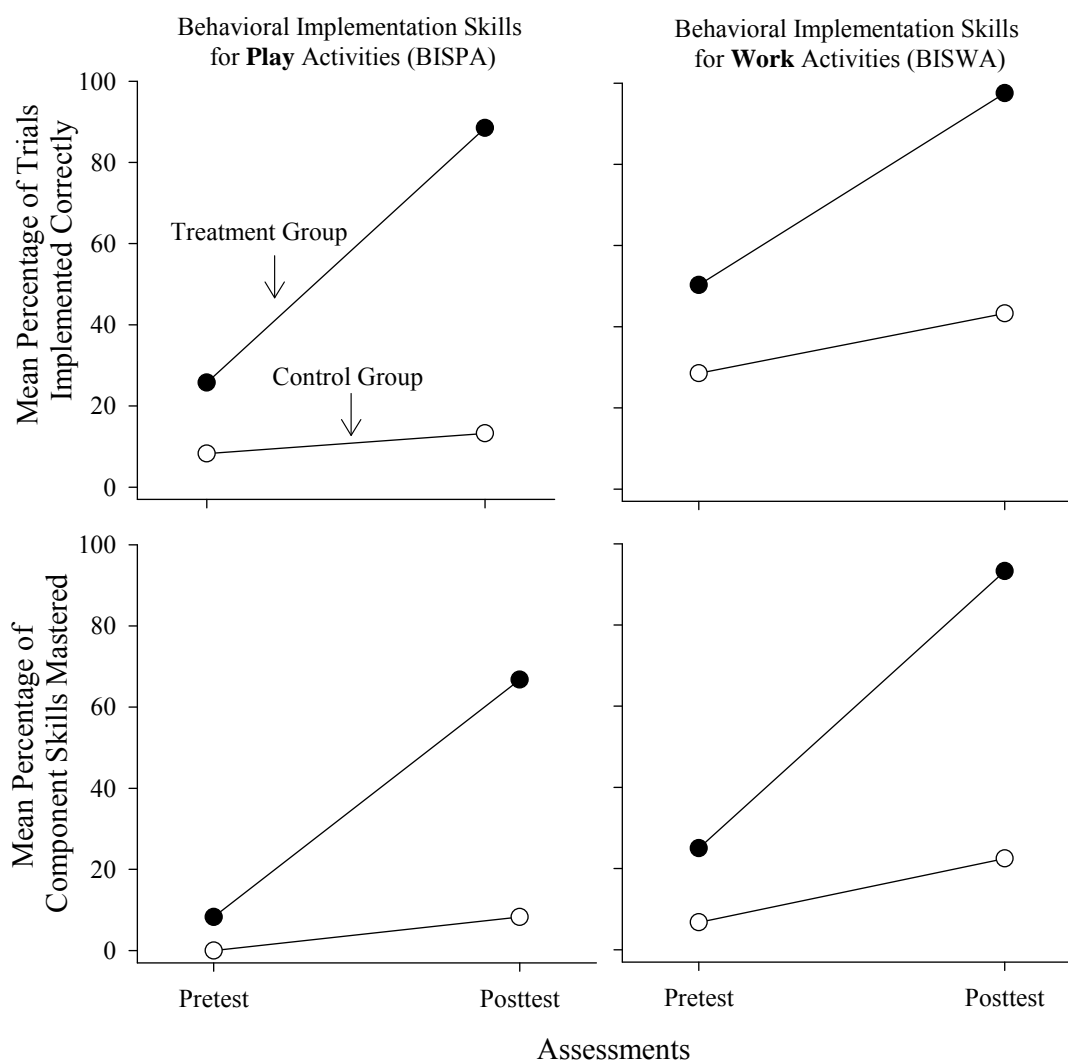 Behavioral Implementation Skills
for Play Activities (BISPA)
Behavioral Implementation Skills
for Work Activities (BISWA)
Mean Percentage of Trials
Implemented Correctly
100
80
60
40
20
0
Treatment Group
Control Group
Mean Percentage of
Component Skills Mastered
100
80
60
40
20
0
Pretest
Posttest
Pretest
Posttest
Assessments